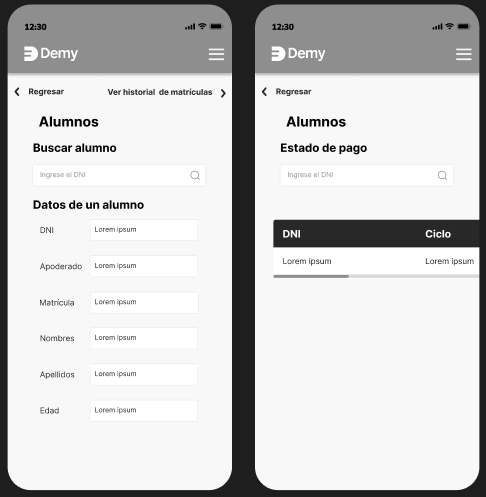 12:30
Demy
Regresar
Ver historial de matrículas
Alumnos
Buscar alumno
Ingrese el DNI
Datos de un alumno
DNI
Lorem ipsum
Apoderado
Lorem ipsum
Matrícula
Lorem ipsum
Nombres
Lorem ipsum
Apellidos
Lorem ipsum
Edad
Lorem ipsum
12:30
Demy
Regresar
Alumnos
Estado de pago
Ingrese el DNI
DNI Ciclo
Lorem ipsum Lorem ipsum